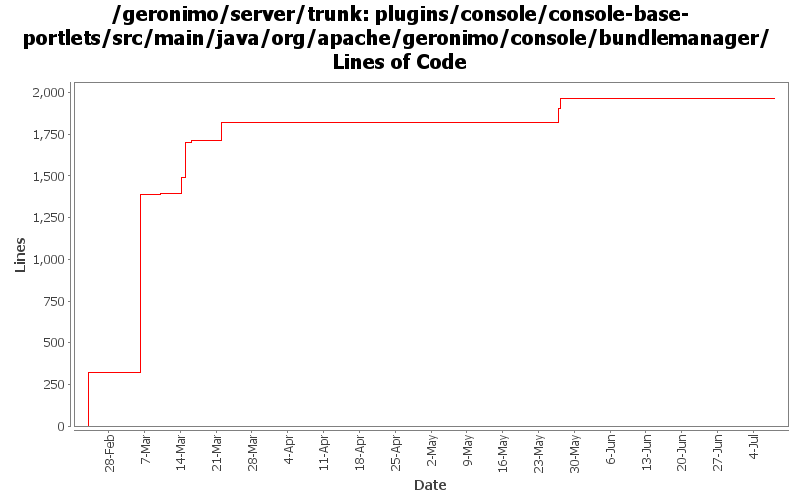 /geronimo/server/trunk: plugins/console/console-base-
portlets/src/main/java/org/apache/geronimo/console/bundlemanager/
Lines of Code
2,000
1,750
1,500
1,250
1,000
750
500
250
0
Lines
28-Feb
7-Mar
14-Mar
21-Mar
28-Mar
4-Apr
11-Apr
18-Apr
25-Apr
2-May
9-May
16-May
23-May
30-May
6-Jun
13-Jun
20-Jun
27-Jun
4-Jul
Date